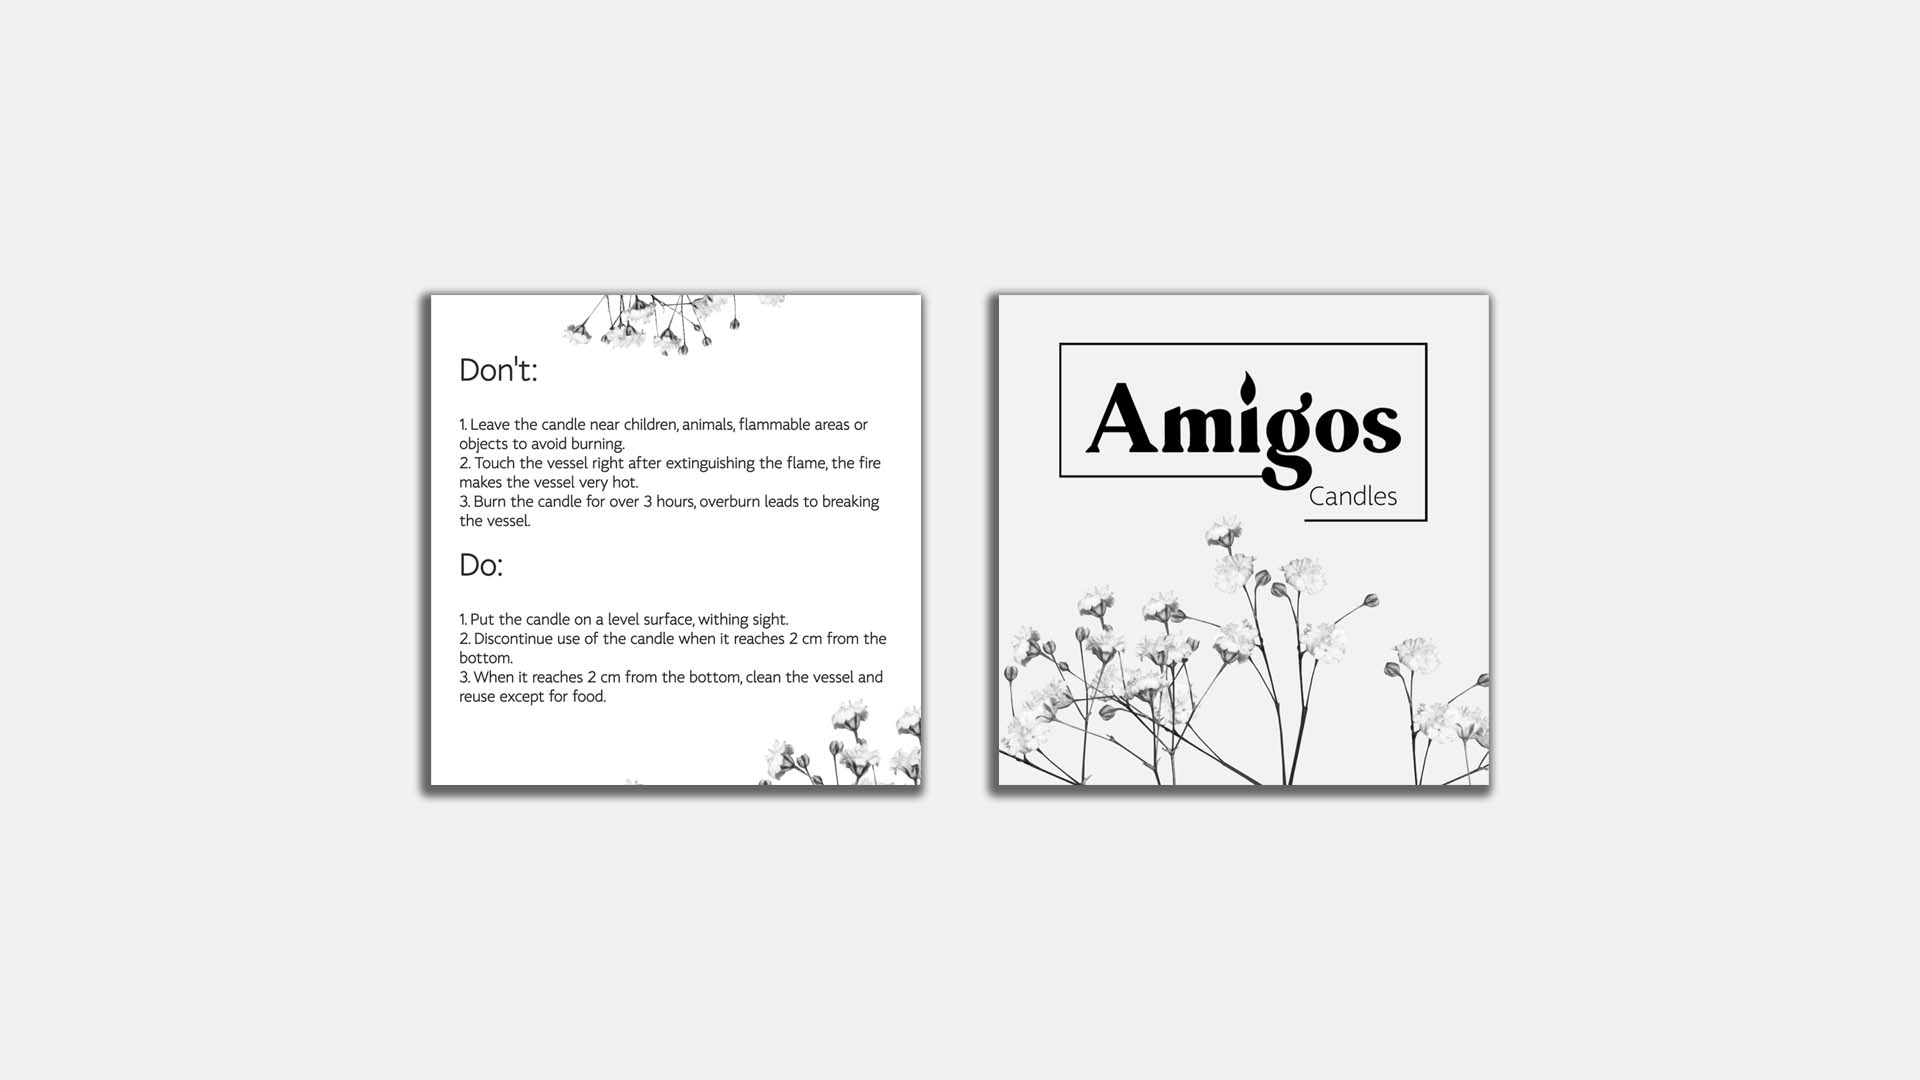 Don't:
1. Leave the candle near children, animals, flammable areas or
objects to avoid burning.
2. Touch the vessel right after extinguishing the flame, the fire
makes the vessel very hot.
3. Burn the candle for over 3 hours, overburn leads to breaking
the vessel.
Do:
1. Put the candle on a level surface, withing sight.
2. Discontinue use of the candle when it reaches 2 cm from the
bottom.
3. When it reaches 2 cm from the bottom, clean the vessel and
reuse except for food.
Amigos
Candles